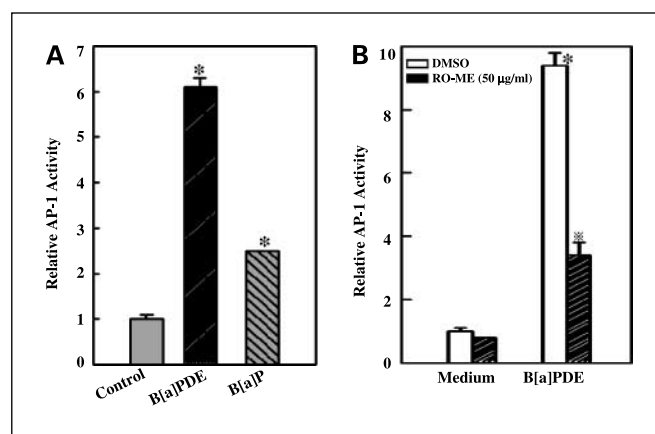 A
7
6
5
4
3
2
1
0
Relative AP-1 Activity
*
*
Control
B[a]PDE
B[a]P
B
10
8
6
4
2
0
Relative AP-1 Activity
DMSO
RO-ME (50 µg/ml)
*
※
Medium
B[a]PDE